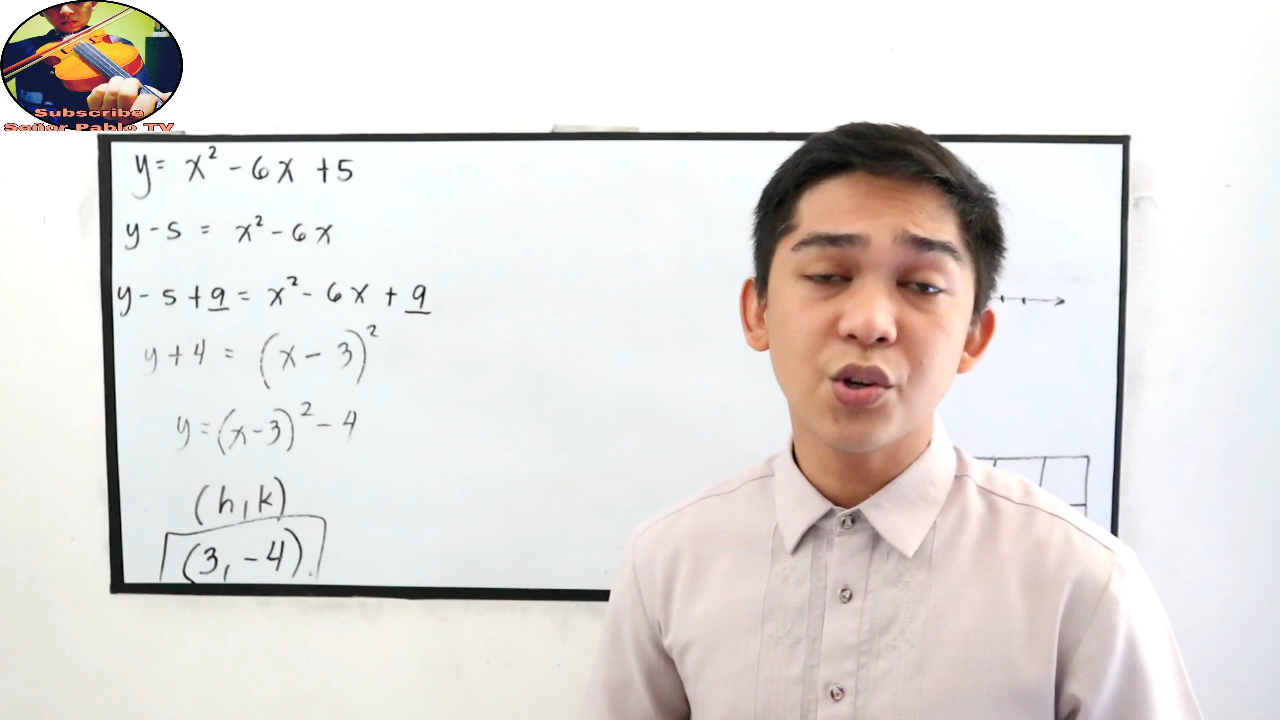 Subscribe
Señor Pablo TV
y = x² - 6x + 5
y - 5 = x² - 6x
y - 5 + 9 = x² - 6x + 9
y + 4 = (x - 3)²
y = (x - 3)² - 4
(h, k)
(3, -4).